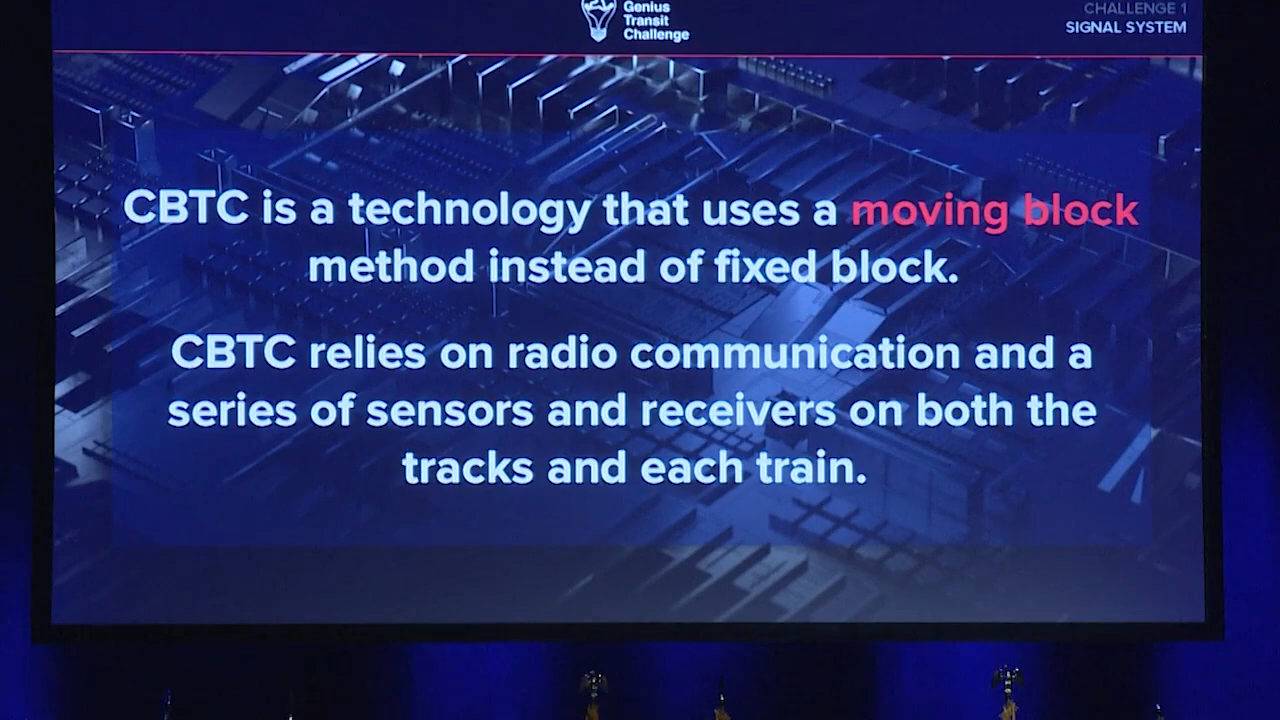 Genius
Transit
Challenge
CHALLENGE 1
SIGNAL SYSTEM
CBTC is a technology that uses a moving block
method instead of fixed block.
CBTC relies on radio communication and a
series of sensors and receivers on both the
tracks and each train.